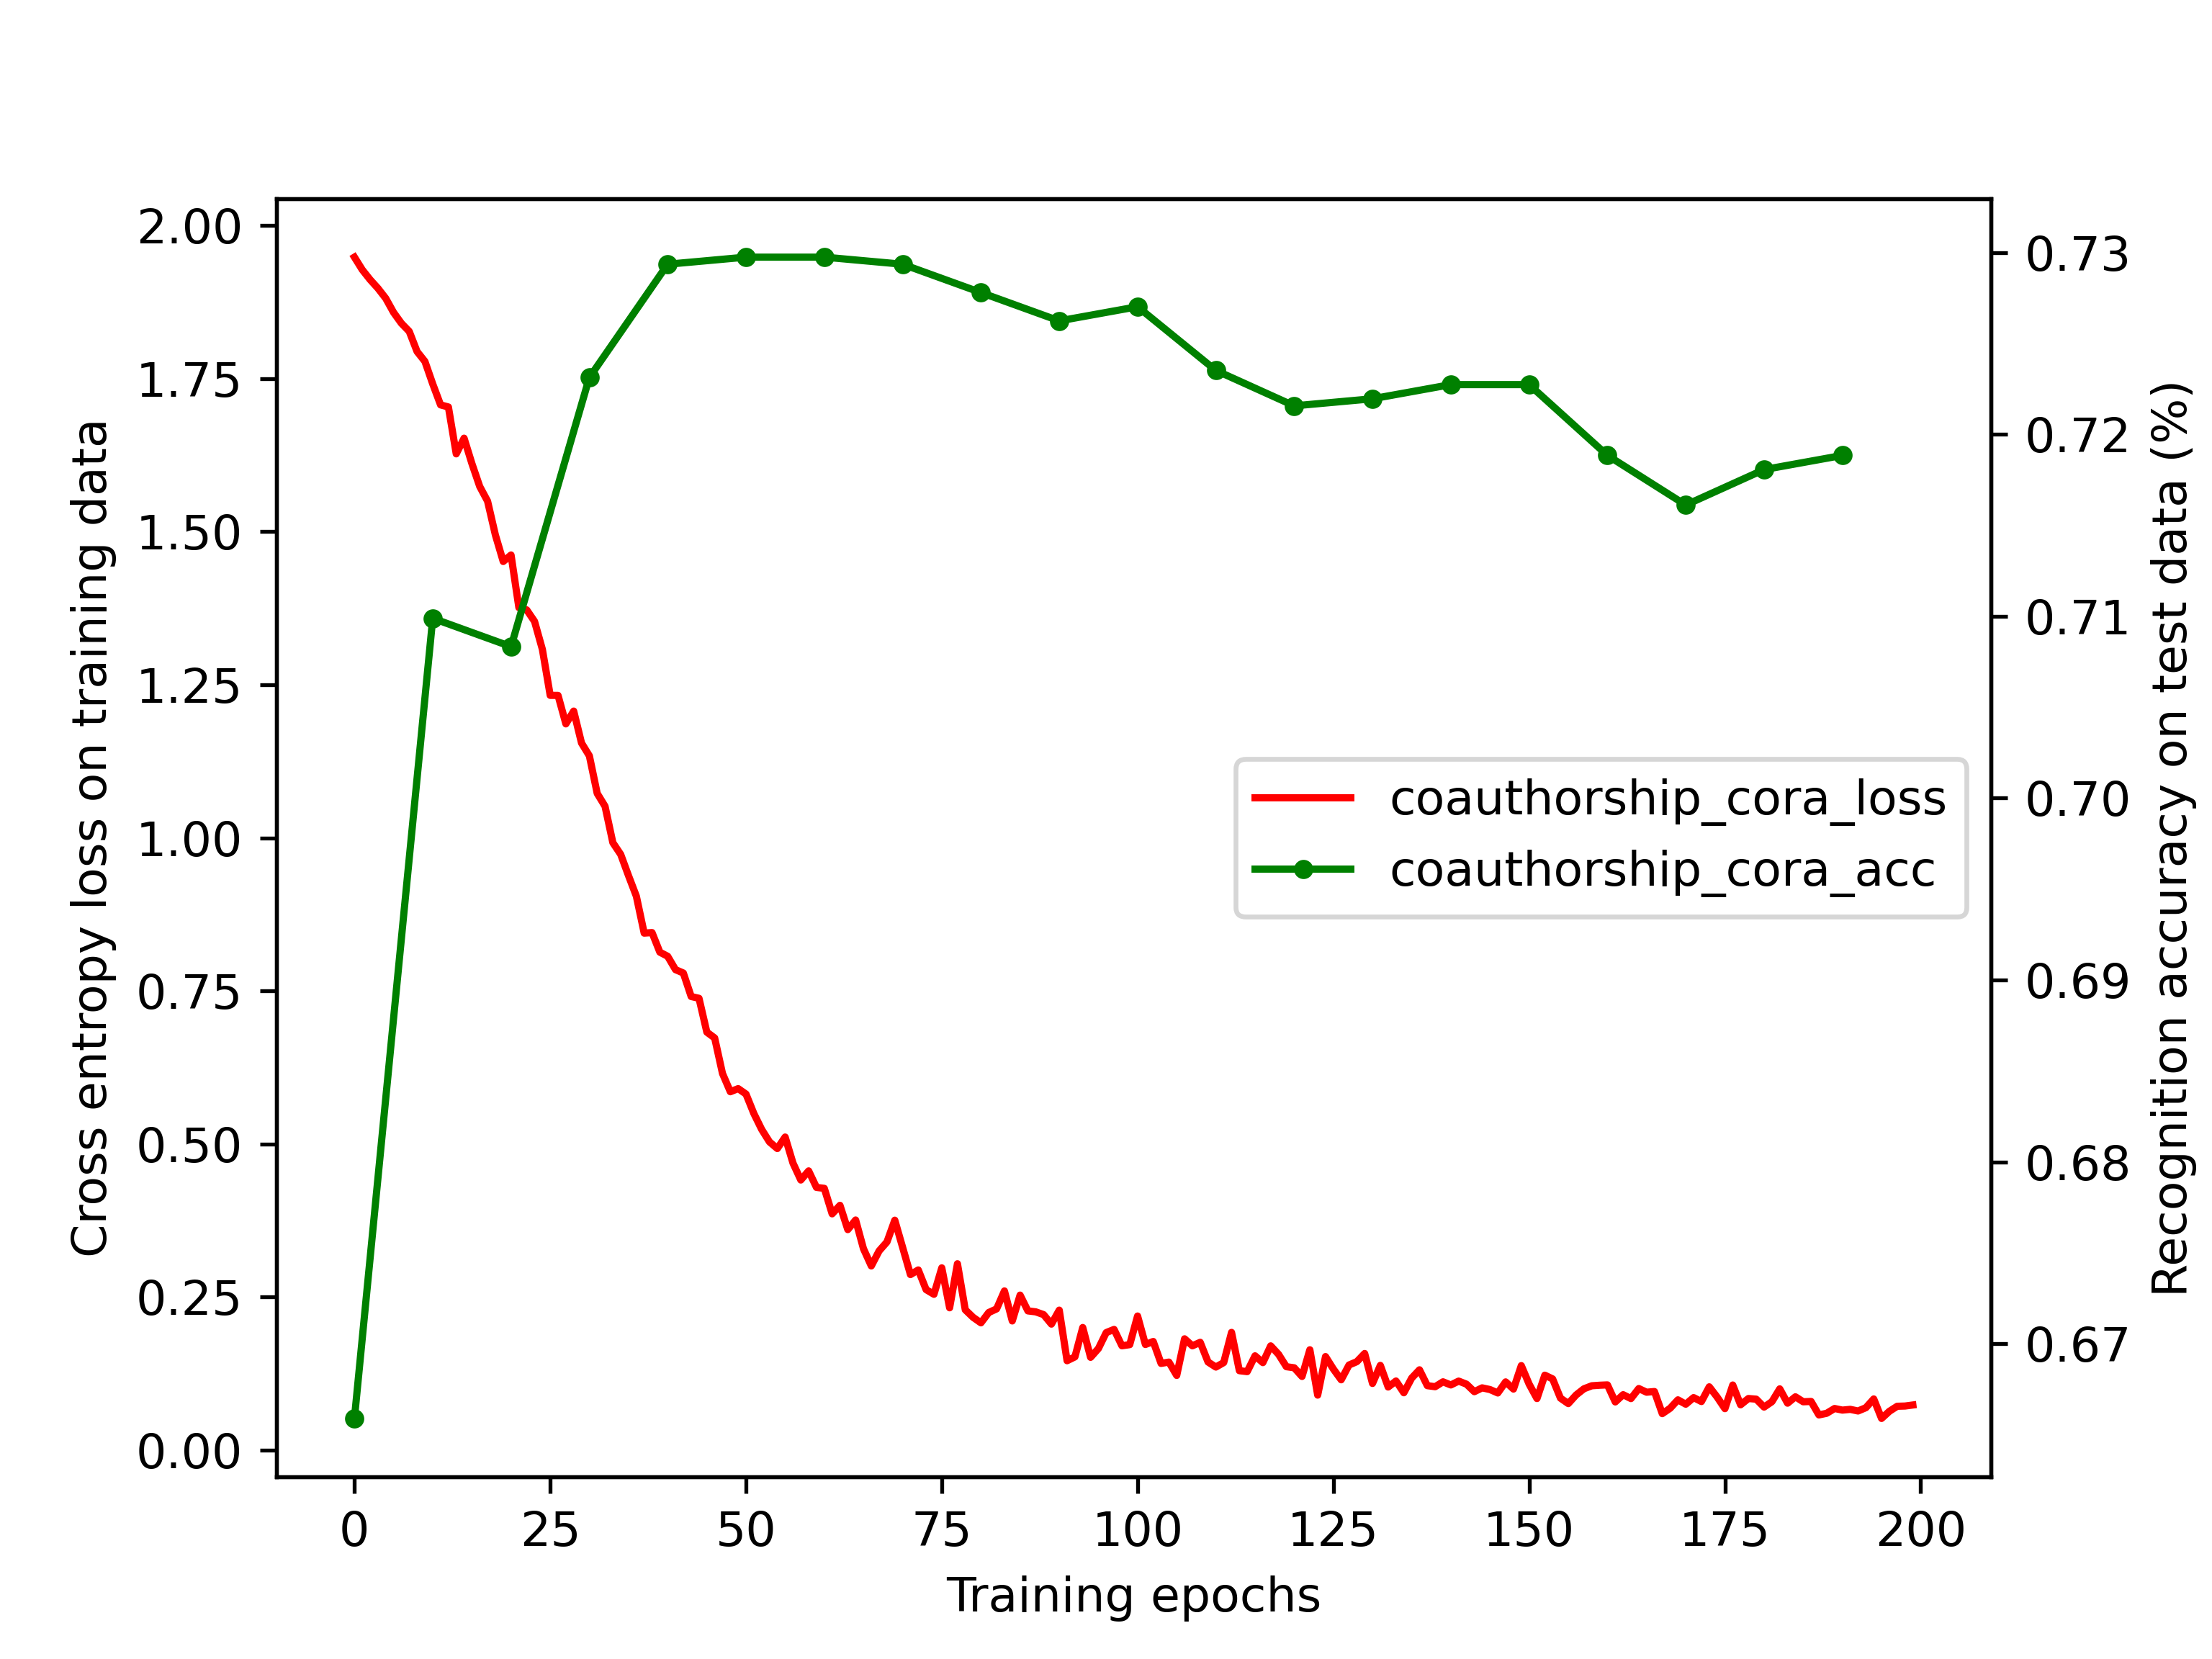 2.00
1.75
1.50
1.25
1.00
0.75
0.50
0.25
0.00
Cross entropy loss on training data
0.73
0.72
0.71
0.70
0.69
0.68
0.67
Recognition accuracy on test data (%)
coauthorship_cora_loss
coauthorship_cora_acc
0 25 50 75 100 125 150 175 200
Training epochs